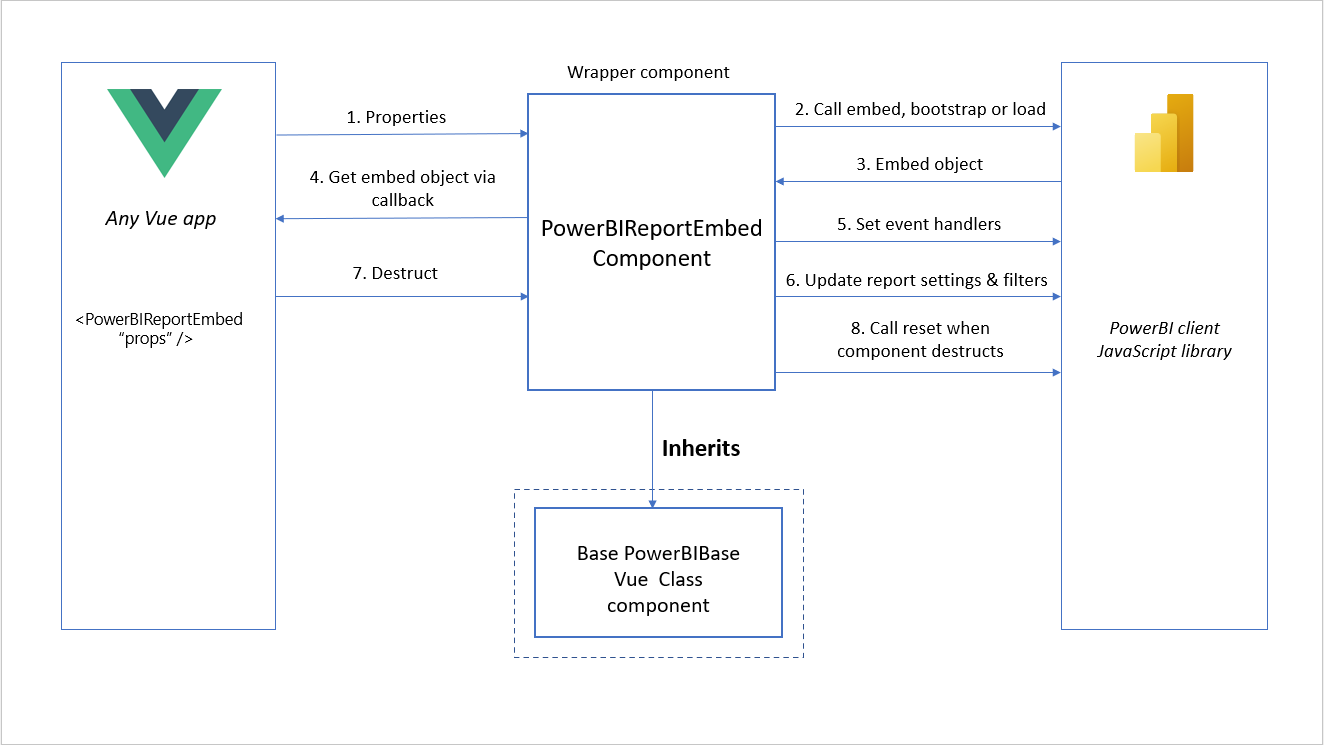 Wrapper component
1. Properties
4. Get embed object via
callback
7. Destruct
Any Vue app
<PowerBIReportEmbed
“props” />
PowerBIReportEmbed
Component
2. Call embed, bootstrap or load
3. Embed object
5. Set event handlers
6. Update report settings & filters
8. Call reset when
component destructs
PowerBI client
JavaScript library
Inherits
Base PowerBIBase
Vue  Class
component